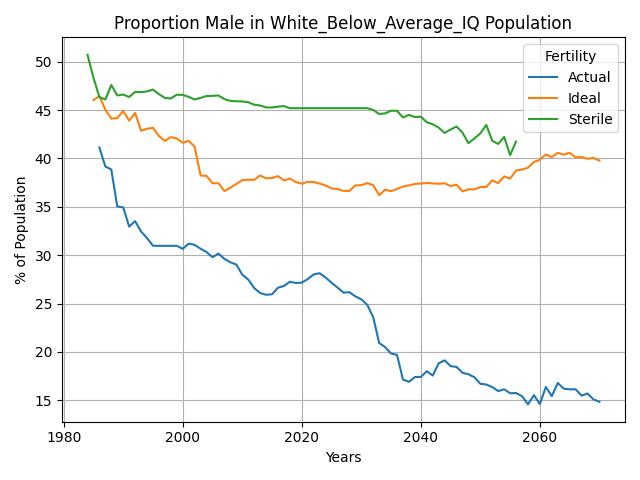 Proportion Male in White_Below_Average_IQ Population
% of Population
50
45
40
35
30
25
20
15
Fertility
Actual
Ideal
Sterile
1980
2000
2020
2040
2060
Years